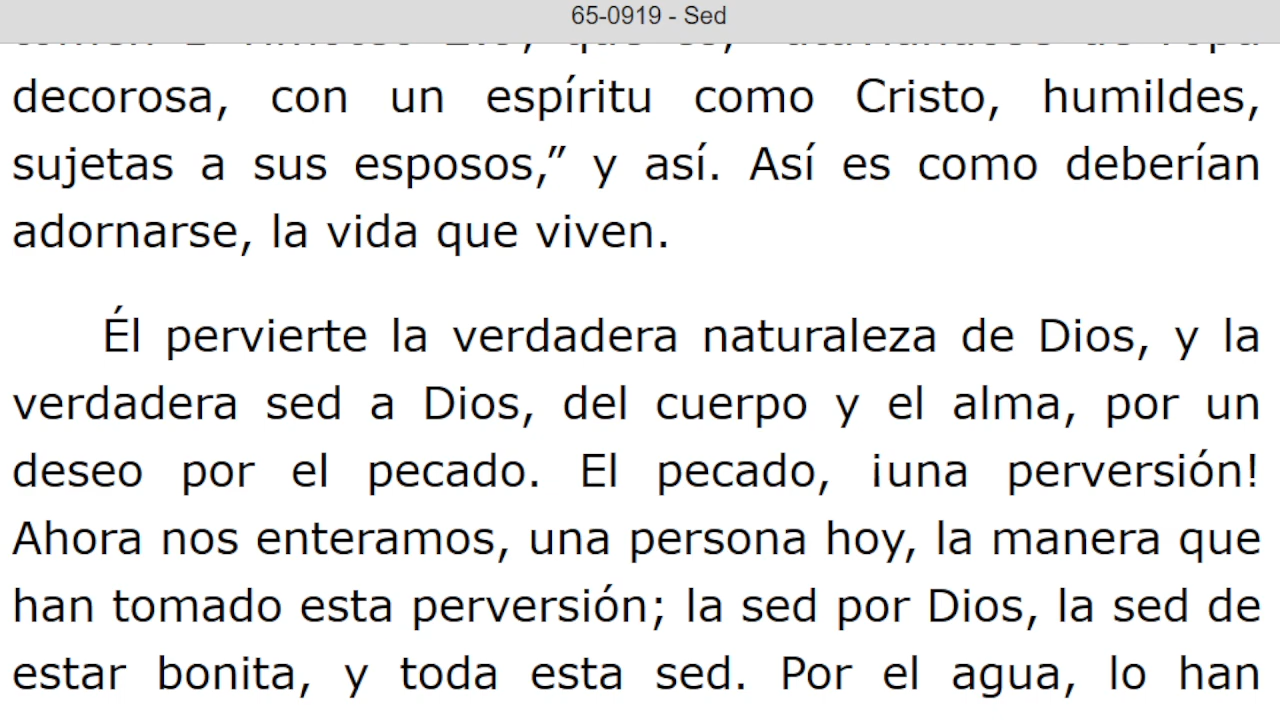 65-0919 - Sed
decorosa, con un espíritu como Cristo, humildes,
sujetas a sus esposos,” y así. Así es como deberían
adornarse, la vida que viven.
Él pervierte la verdadera naturaleza de Dios, y la
verdadera sed a Dios, del cuerpo y el alma, por un
deseo por el pecado. El pecado, ¡una perversión!
Ahora nos enteramos, una persona hoy, la manera que
han tomado esta perversión; la sed por Dios, la sed de
estar bonita, y toda esta sed. Por el agua, lo han